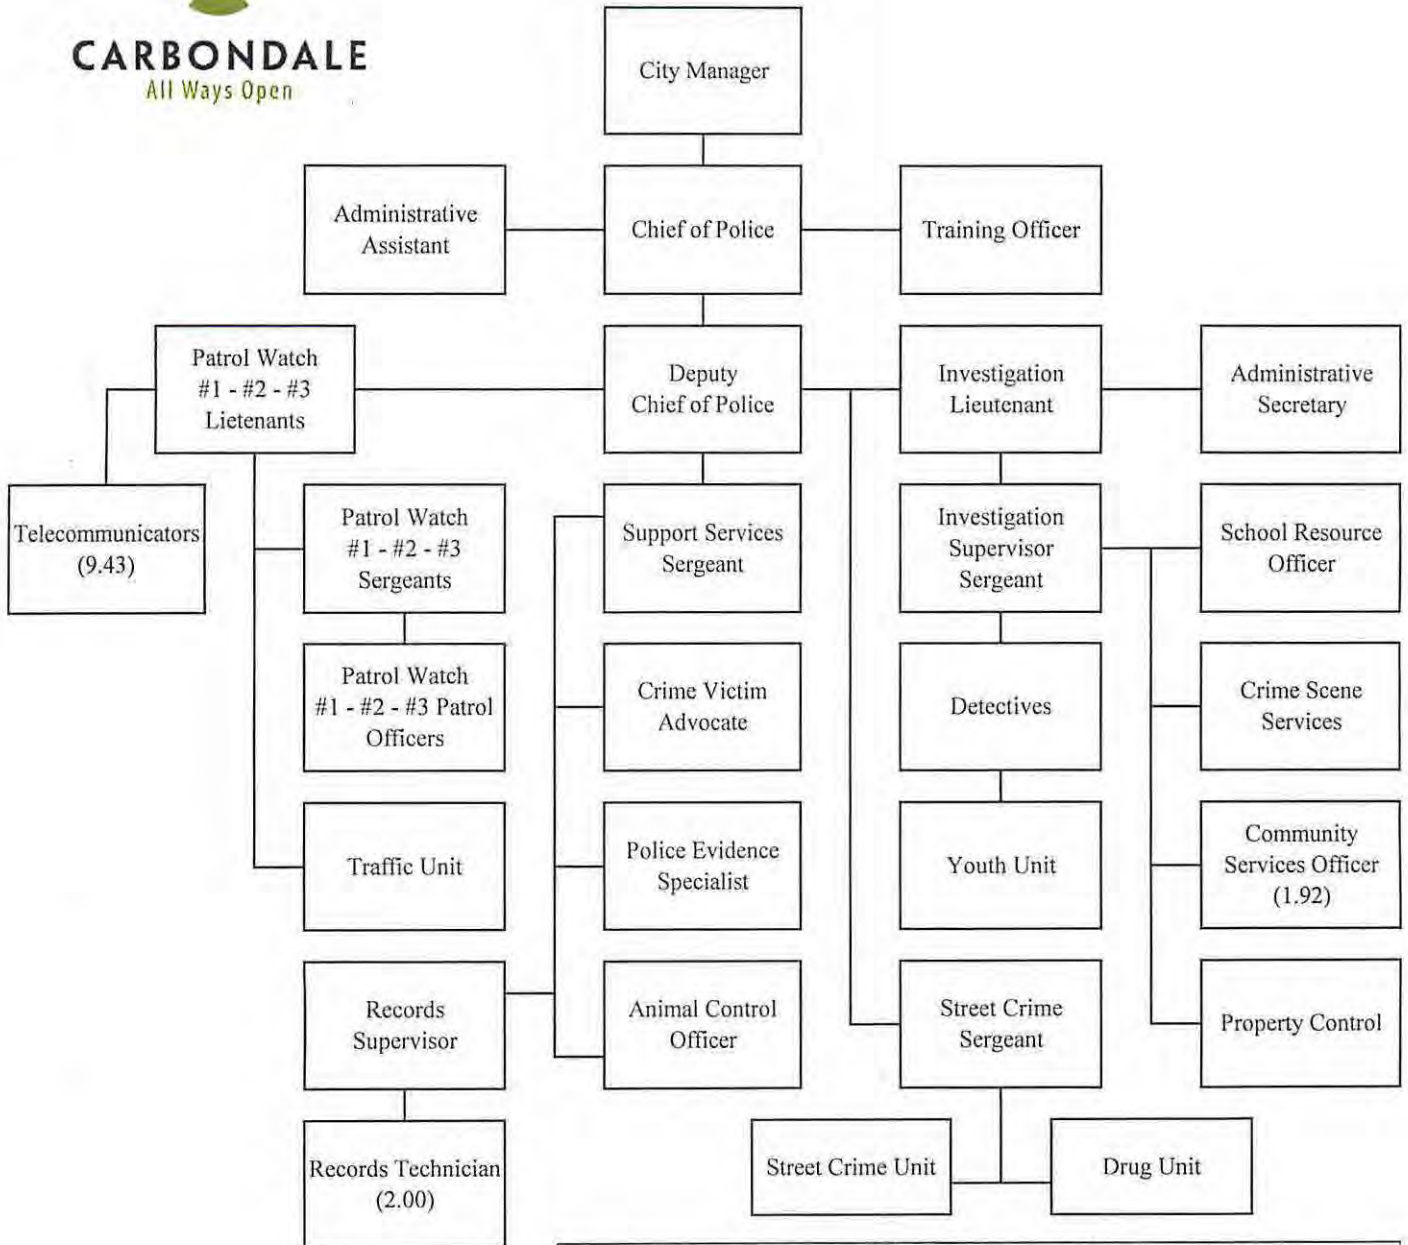 CARBONDALE
All Ways Open
City Manager
Administrative
Assistant
Chief of Police
Training Officer
Patrol Watch
#1 - #2 - #3
Lietenants
Deputy
Chief of Police
Investigation
Lieutenant
Administrative
Secretary
Telecommunicators
(9.43)
Patrol Watch
#1 - #2 - #3
Sergeants
Support Services
Sergeant
Investigation
Supervisor
Sergeant
School Resource
Officer
Patrol Watch
#1 - #2 - #3 Patrol
Officers
Crime Victim
Advocate
Detectives
Crime Scene
Services
Traffic Unit
Police Evidence
Specialist
Youth Unit
Community
Services Officer
(1.92)
Records
Supervisor
Animal Control
Officer
Street Crime
Sergeant
Property Control
Records Technician
(2.00)
Street Crime Unit
Drug Unit